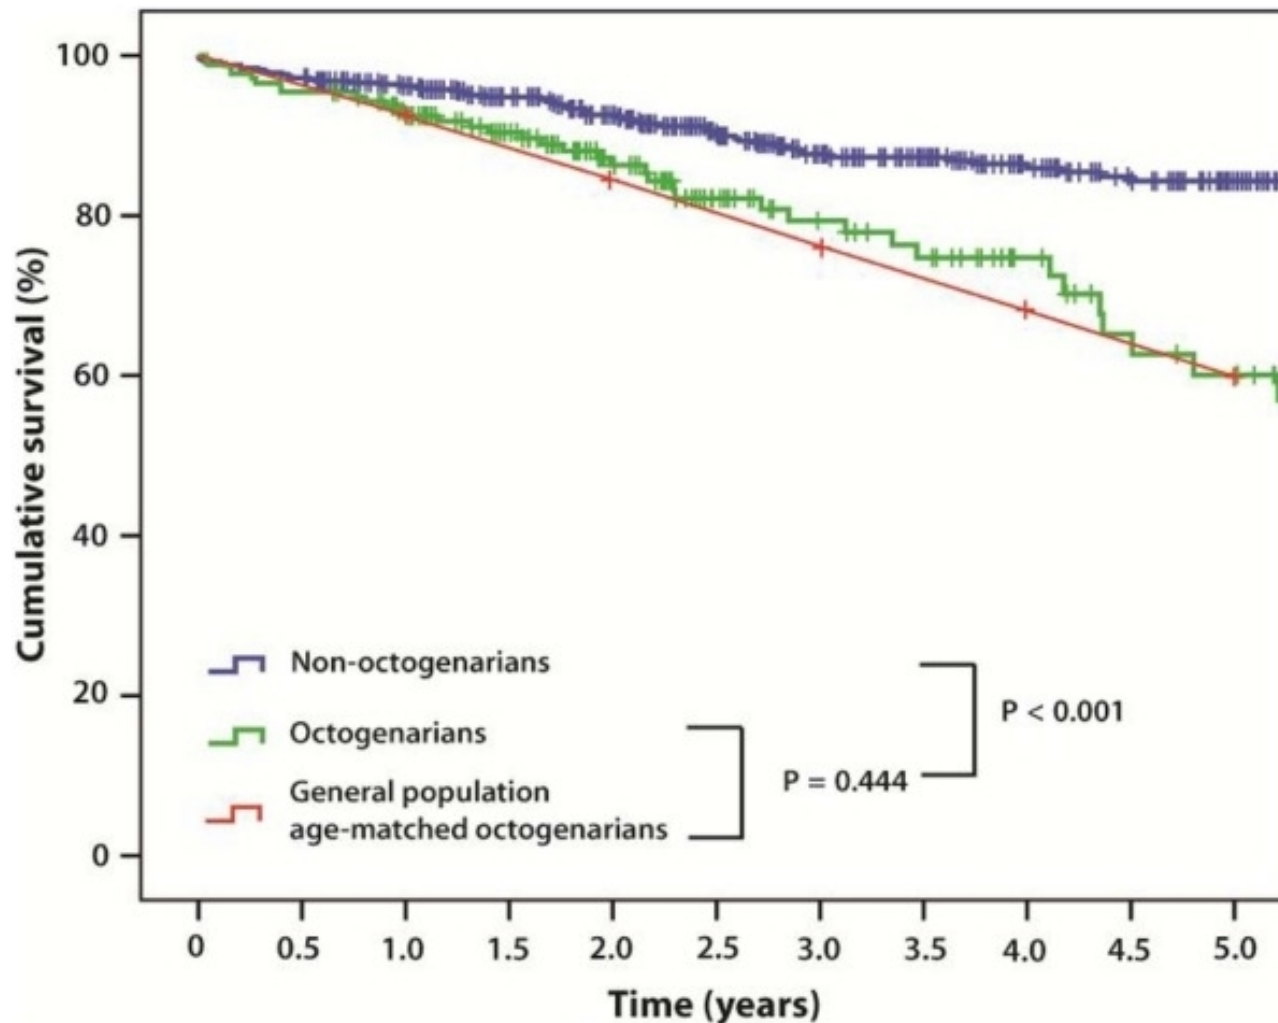 100
80
60
40
20
0
Cumulative survival (%)
Non-octogenarians
Octogenarians
General population
age-matched octogenarians
P < 0.001
P = 0.444
0 0.5 1.0 1.5 2.0 2.5 3.0 3.5 4.0 4.5 5.0
Time (years)